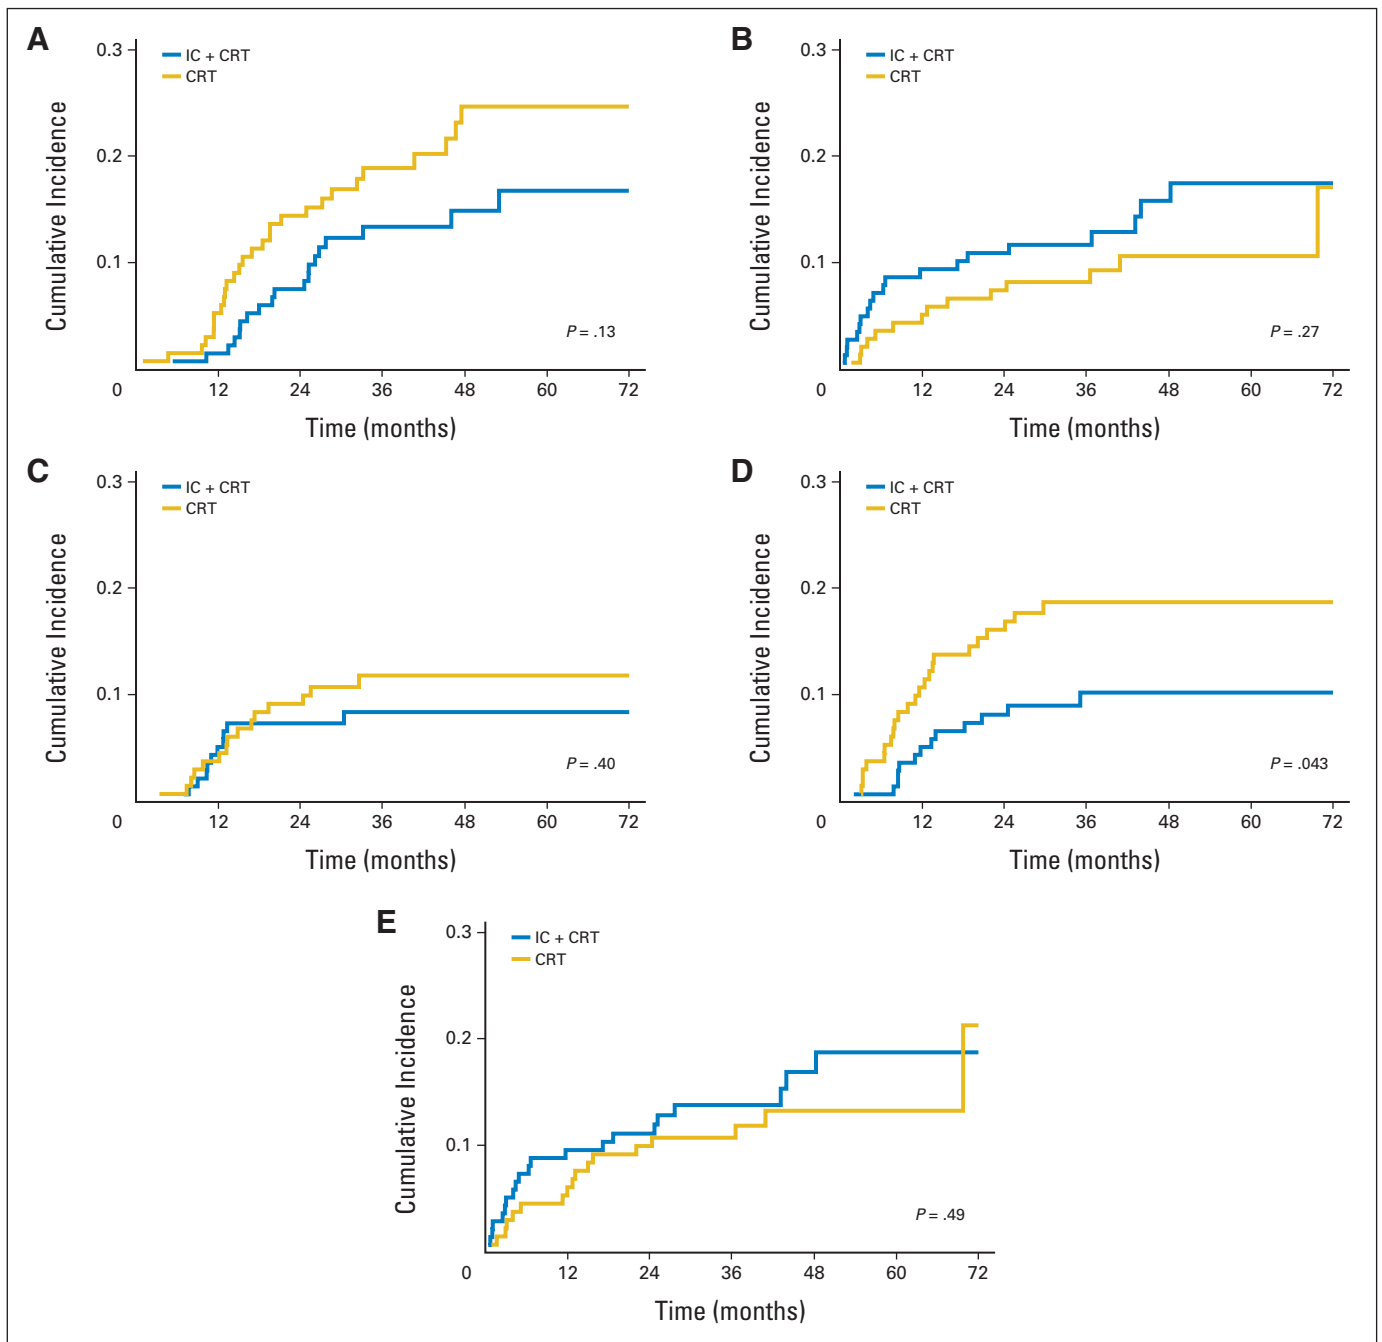 A
Cumulative Incidence
0.3
0.2
0.1
IC + CRT
CRT
P = .13
0 12 24 36 48 60 72
Time (months)
B
Cumulative Incidence
0.3
0.2
0.1
IC + CRT
CRT
P = .27
0 12 24 36 48 60 72
Time (months)
C
Cumulative Incidence
0.3
0.2
0.1
IC + CRT
CRT
P = .40
0 12 24 36 48 60 72
Time (months)
D
Cumulative Incidence
0.3
0.2
0.1
IC + CRT
CRT
P = .043
0 12 24 36 48 60 72
Time (months)
E
Cumulative Incidence
0.3
0.2
0.1
IC + CRT
CRT
P = .49
0 12 24 36 48 60 72
Time (months)